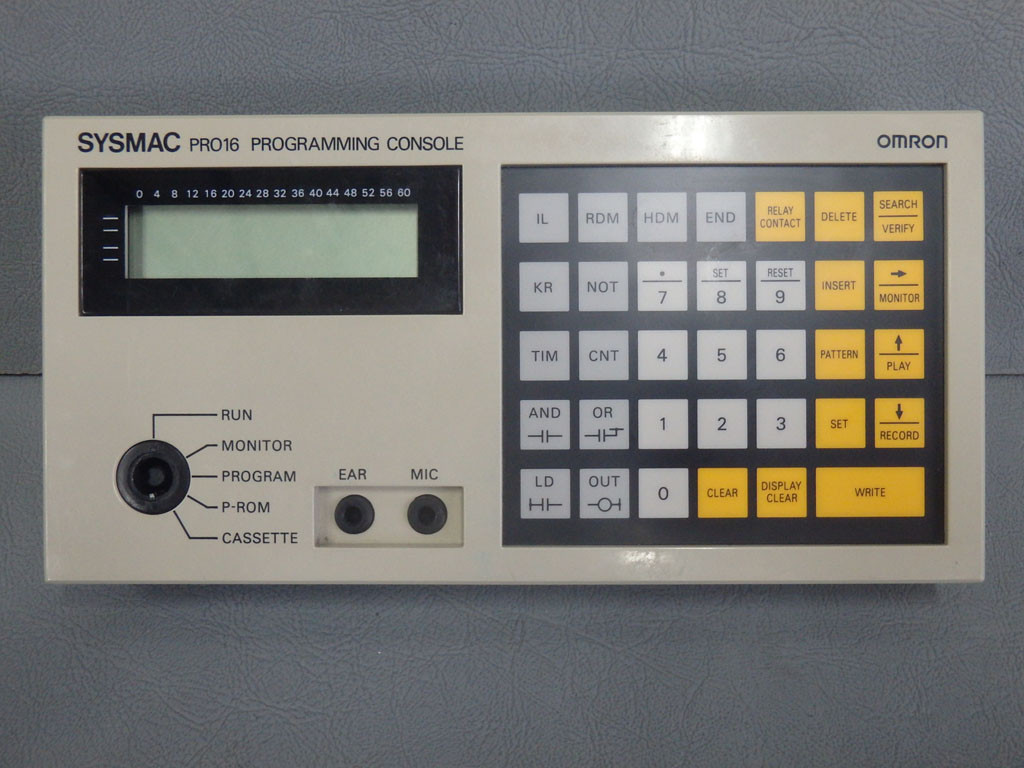 SYSMAC PRO16 PROGRAMMING CONSOLE
OMRON
0 4 8 12 16 20 24 28 32 36 40 44 48 52 56 60
RUN
MONITOR
PROGRAM
P-ROM
CASSETTE
EAR MIC
IL RDM HDM END RELAY CONTACT DELETE SEARCH VERIFY
KR NOT • 7 SET 8 RESET 9 INSERT → MONITOR
TIM CNT 4 5 6 PATTERN ↑ PLAY
AND OR 1 2 3 SET ↓ RECORD
LD OUT 0 CLEAR DISPLAY CLEAR WRITE